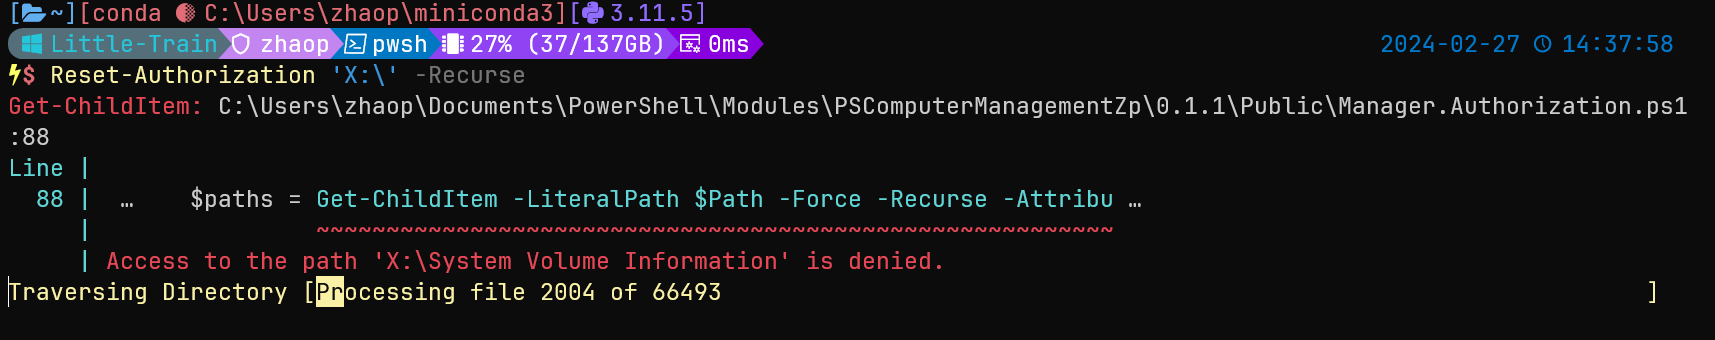 [~][conda C:\Users\zhaop\miniconda3][3.11.5]
Little-Train zhaop pwsh 27% (37/137GB) 0ms 2024-02-27 14:37:58
$ Reset-Authorization 'X:\' -Recurse
Get-ChildItem: C:\Users\zhaop\Documents\PowerShell\Modules\PSComputerManagementZp\0.1.1\Public\Manager.Authorization.ps1
:88
Line |
88 | … $paths = Get-ChildItem -LiteralPath $Path -Force -Recurse -Attribu …
| ~~~~~~~~~~~~~~~~~~~~~~~~~~~~~~~~~~~~~~~~~~~~~~~~~~~~~~~~~
| Access to the path 'X:\System Volume Information' is denied.
Traversing Directory [Processing file 2004 of 66493 ]